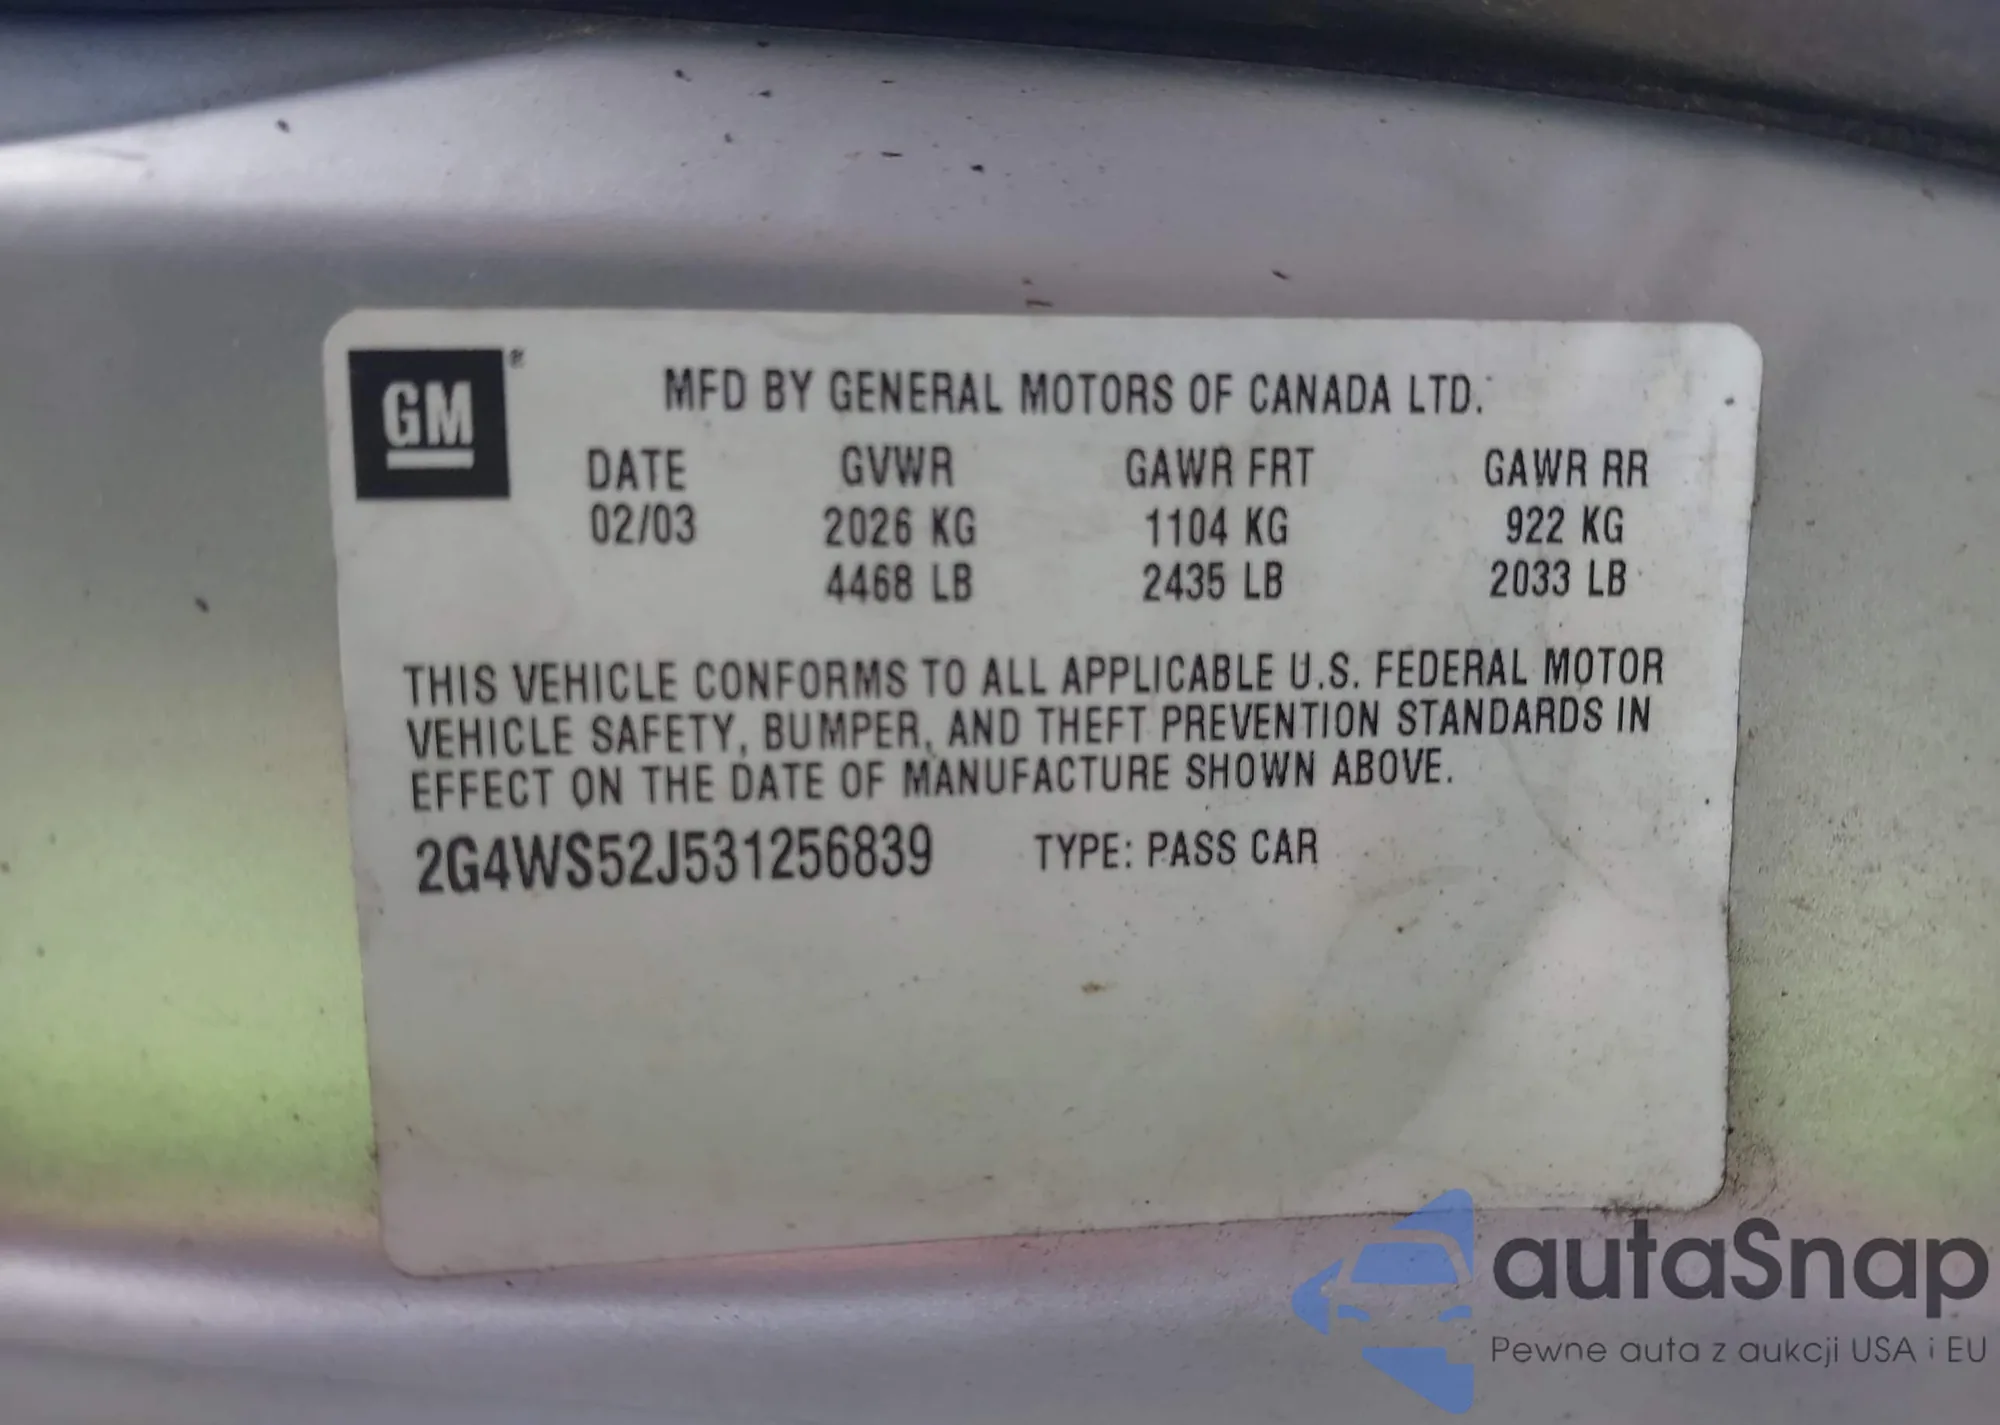 GM ®
MFD BY GENERAL MOTORS OF CANADA LTD.
DATE GVWR GAWR FRT GAWR RR
02/03 2026 KG 1104 KG 922 KG
4468 LB 2435 LB 2033 LB
THIS VEHICLE CONFORMS TO ALL APPLICABLE U.S. FEDERAL MOTOR
VEHICLE SAFETY, BUMPER, AND THEFT PREVENTION STANDARDS IN
EFFECT ON THE DATE OF MANUFACTURE SHOWN ABOVE.
2G4WS52J531256839 TYPE: PASS CAR
autaSnap
Pewne auta z aukcji USA i EU